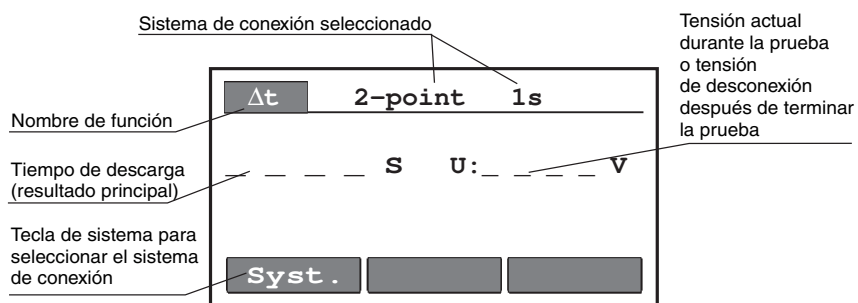 Sistema de conexión seleccionado
Tensión actual
durante la prueba
o tensión
de desconexión
después de terminar
la prueba
Δt 2-point 1s
Nombre de función
Tiempo de descarga
(resultado principal)
_ _ _ _ S U:_ _ _ _ V
Tecla de sistema para
seleccionar el sistema
de conexión
Syst.